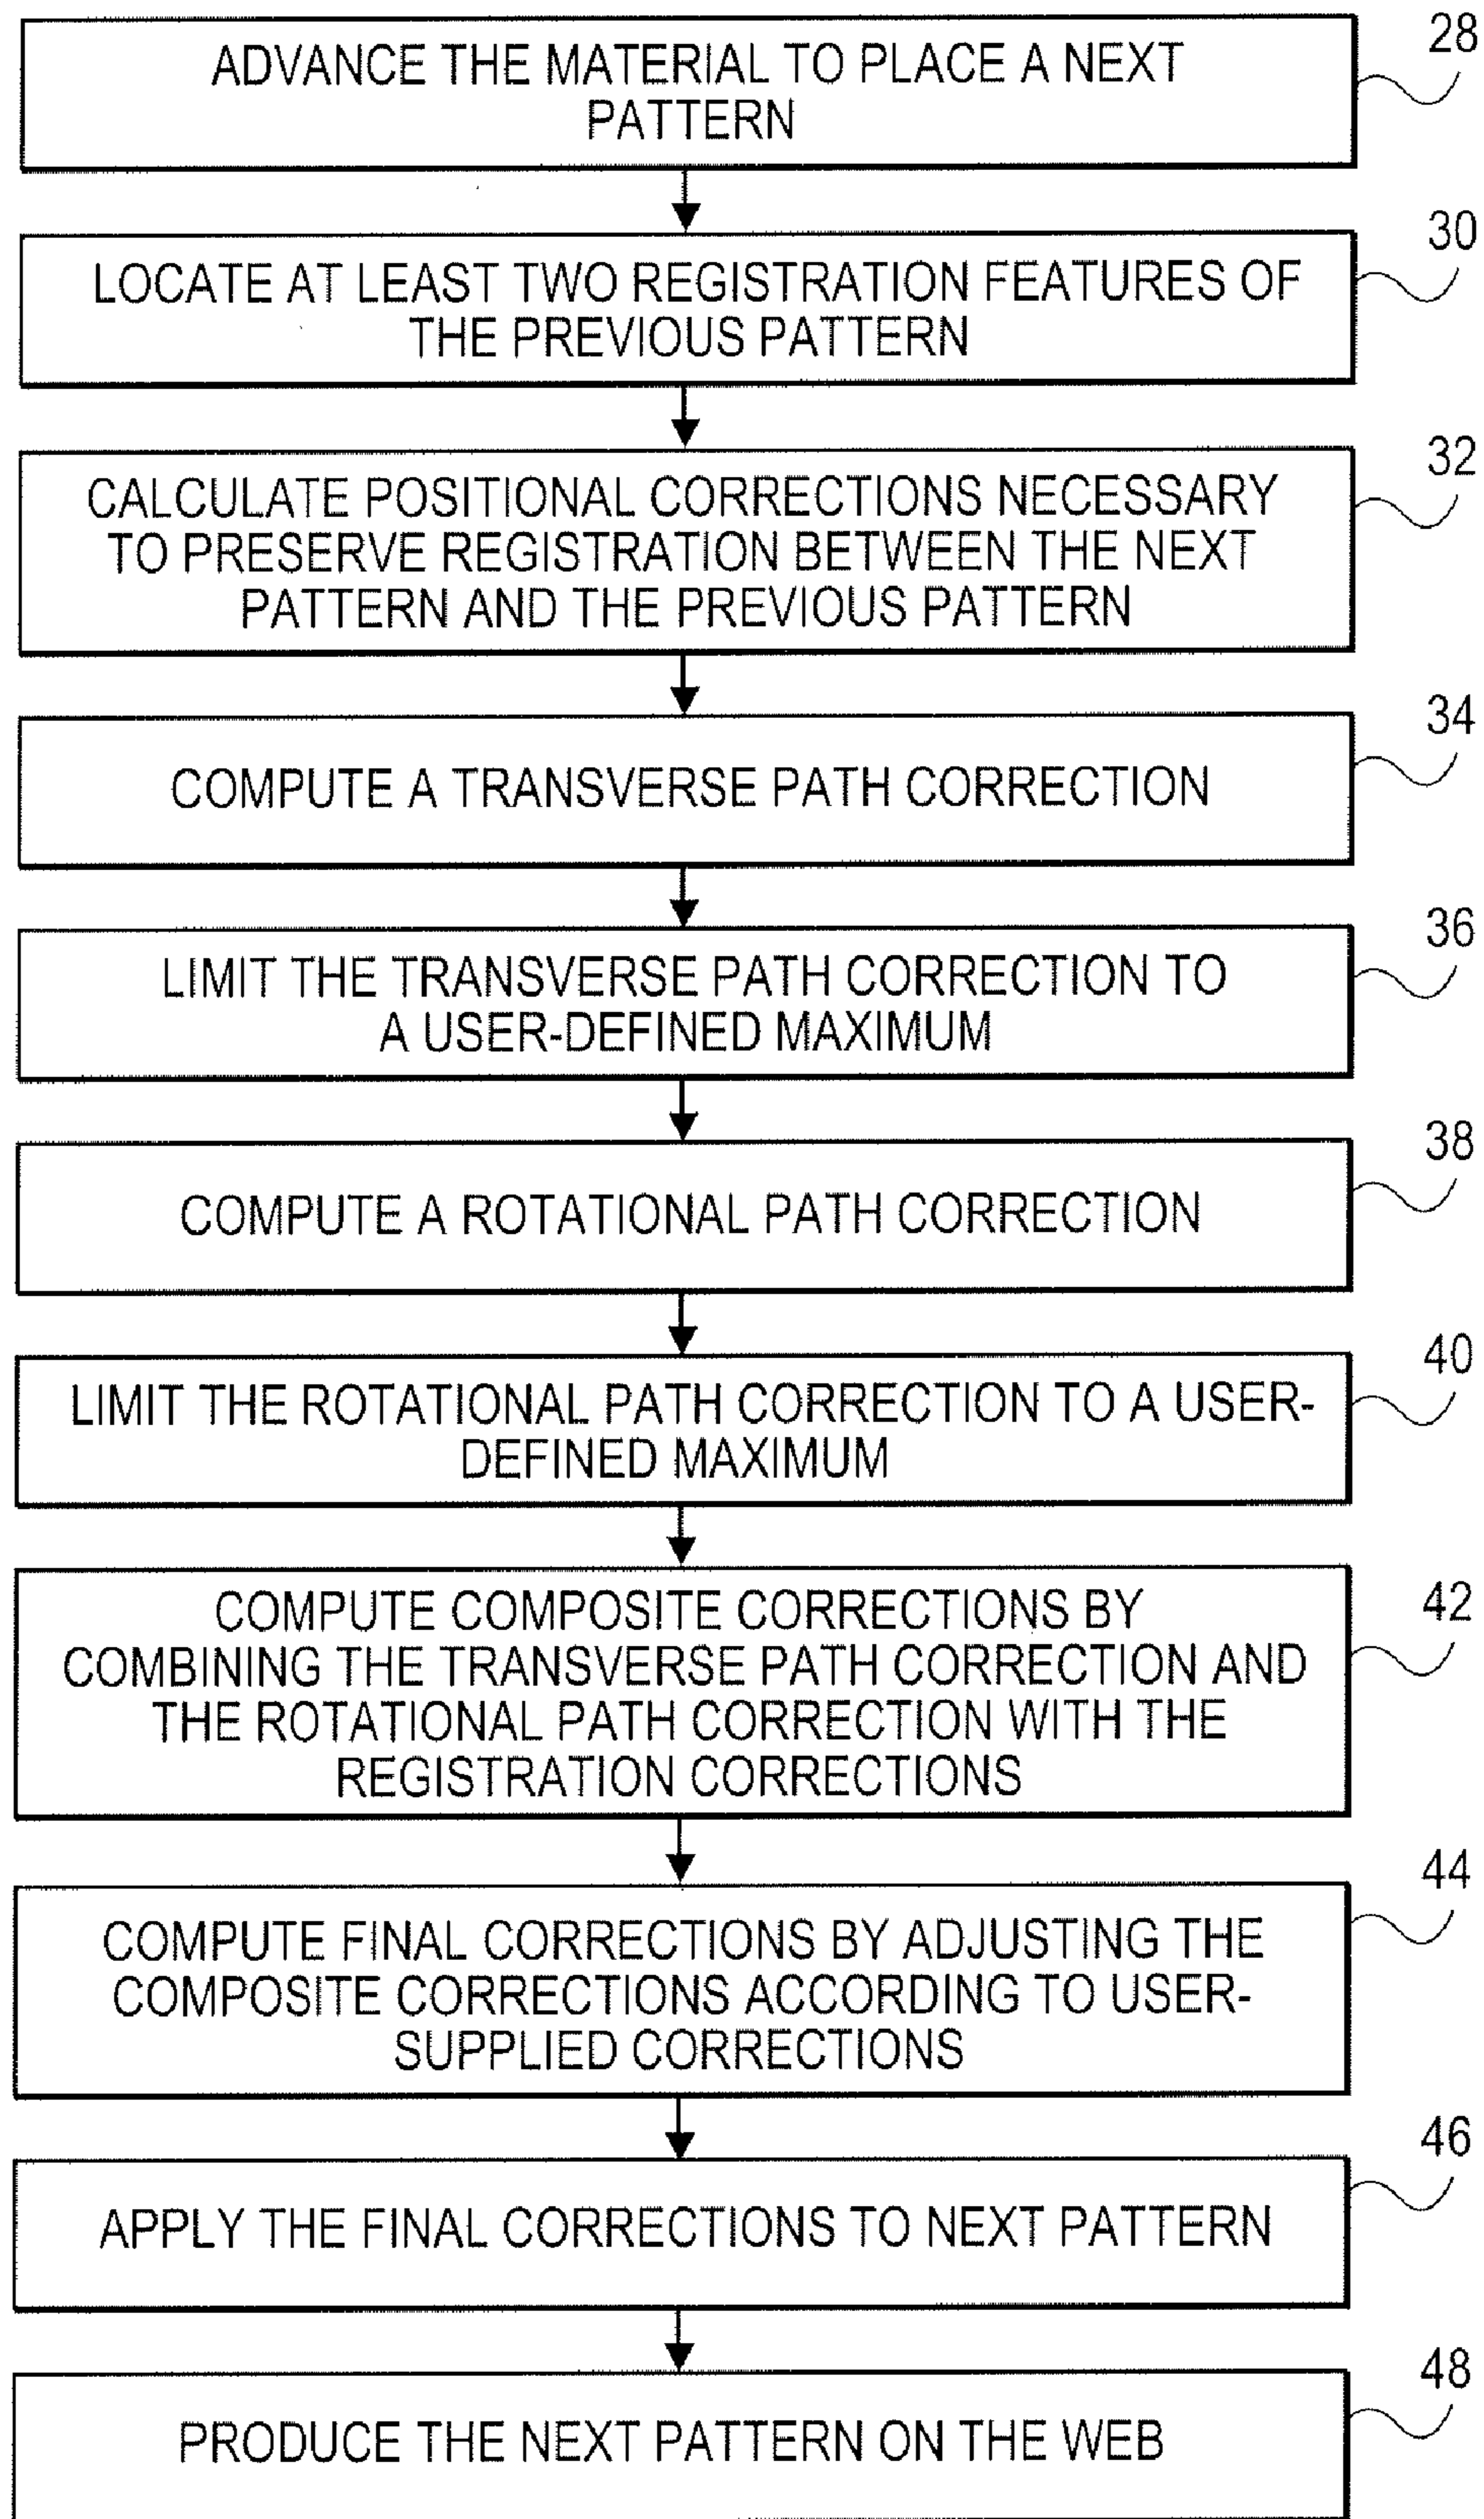 28
ADVANCE THE MATERIAL TO PLACE A NEXT
PATTERN
30
LOCATE AT LEAST TWO REGISTRATION FEATURES OF
THE PREVIOUS PATTERN
32
CALCULATE POSITIONAL CORRECTIONS NECESSARY
TO PRESERVE REGISTRATION BETWEEN THE NEXT
PATTERN AND THE PREVIOUS PATTERN
34
COMPUTE A TRANSVERSE PATH CORRECTION
36
LIMIT THE TRANSVERSE PATH CORRECTION TO
A USER-DEFINED MAXIMUM
38
COMPUTE A ROTATIONAL PATH CORRECTION
40
LIMIT THE ROTATIONAL PATH CORRECTION TO A USER-
DEFINED MAXIMUM
42
COMPUTE COMPOSITE CORRECTIONS BY
COMBINING THE TRANSVERSE PATH CORRECTION AND
THE ROTATIONAL PATH CORRECTION WITH THE
REGISTRATION CORRECTIONS
44
COMPUTE FINAL CORRECTIONS BY ADJUSTING THE
COMPOSITE CORRECTIONS ACCORDING TO USER-
SUPPLIED CORRECTIONS
46
APPLY THE FINAL CORRECTIONS TO NEXT PATTERN
48
PRODUCE THE NEXT PATTERN ON THE WEB